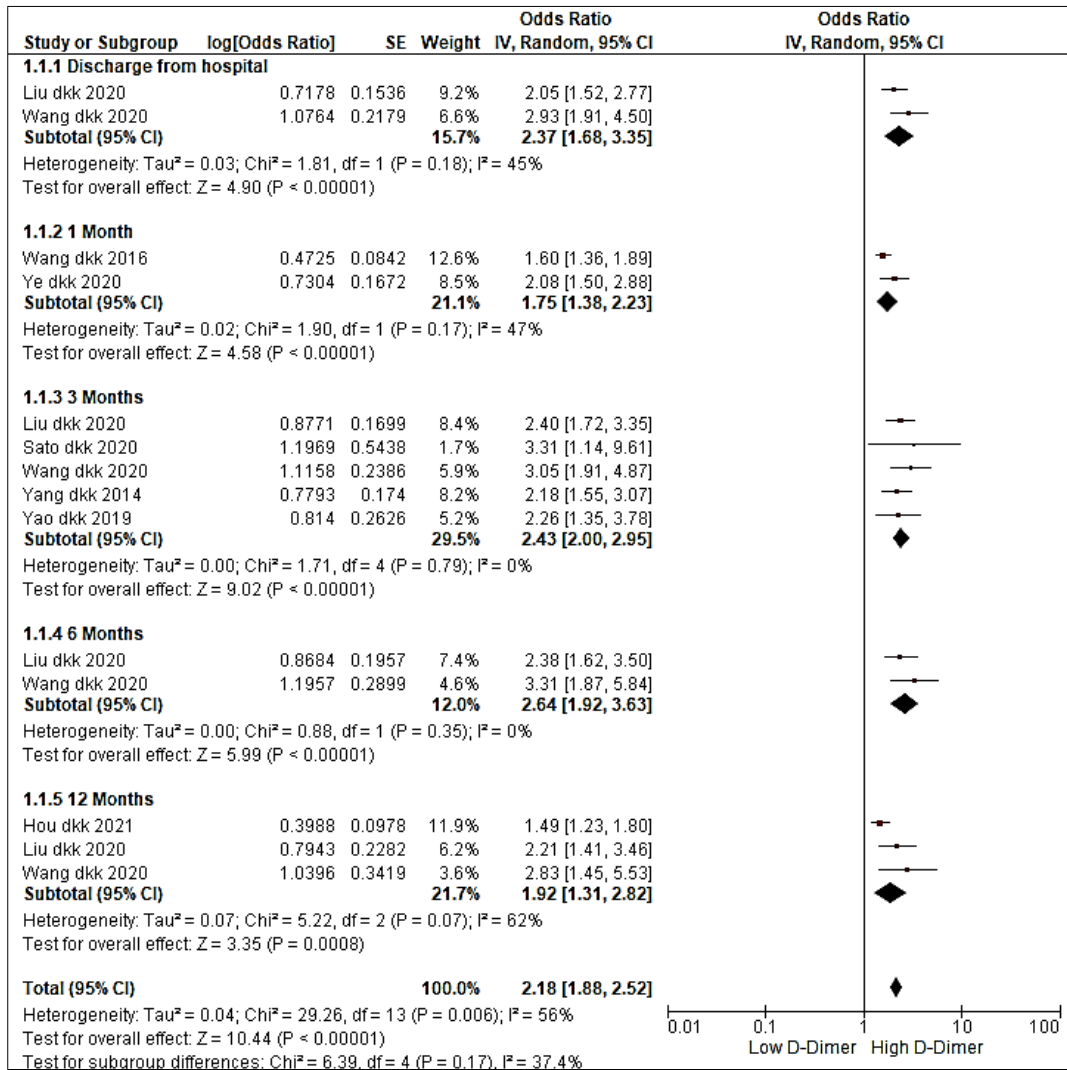 Odds Ratio Odds Ratio
Study or Subgroup log[Odds Ratio] SE Weight IV, Random, 95% CI IV, Random, 95% CI
1.1.1 Discharge from hospital
Liu dkk 2020 0.7178 0.1536 9.2% 2.05 [1.52, 2.77]
Wang dkk 2020 1.0764 0.2179 6.6% 2.93 [1.91, 4.50]
Subtotal (95% CI) 15.7% 2.37 [1.68, 3.35]
Heterogeneity: Tau² = 0.03; Chi² = 1.81, df = 1 (P = 0.18); I² = 45%
Test for overall effect: Z = 4.90 (P < 0.00001)
1.1.2 1 Month
Wang dkk 2016 0.4725 0.0842 12.6% 1.60 [1.36, 1.89]
Ye dkk 2020 0.7304 0.1672 8.5% 2.08 [1.50, 2.88]
Subtotal (95% CI) 21.1% 1.75 [1.38, 2.23]
Heterogeneity: Tau² = 0.02; Chi² = 1.90, df = 1 (P = 0.17); I² = 47%
Test for overall effect: Z = 4.58 (P < 0.00001)
1.1.3 3 Months
Liu dkk 2020 0.8771 0.1699 8.4% 2.40 [1.72, 3.35]
Sato dkk 2020 1.1969 0.5438 1.7% 3.31 [1.14, 9.61]
Wang dkk 2020 1.1158 0.2386 5.9% 3.05 [1.91, 4.87]
Yang dkk 2014 0.7793 0.174 8.2% 2.18 [1.55, 3.07]
Yao dkk 2019 0.814 0.2626 5.2% 2.26 [1.35, 3.78]
Subtotal (95% CI) 29.5% 2.43 [2.00, 2.95]
Heterogeneity: Tau² = 0.00; Chi² = 1.71, df = 4 (P = 0.79); I² = 0%
Test for overall effect: Z = 9.02 (P < 0.00001)
1.1.4 6 Months
Liu dkk 2020 0.8684 0.1957 7.4% 2.38 [1.62, 3.50]
Wang dkk 2020 1.1957 0.2899 4.6% 3.31 [1.87, 5.84]
Subtotal (95% CI) 12.0% 2.64 [1.92, 3.63]
Heterogeneity: Tau² = 0.00; Chi² = 0.88, df = 1 (P = 0.35); I² = 0%
Test for overall effect: Z = 5.99 (P < 0.00001)
1.1.5 12 Months
Hou dkk 2021 0.3988 0.0978 11.9% 1.49 [1.23, 1.80]
Liu dkk 2020 0.7943 0.2282 6.2% 2.21 [1.41, 3.46]
Wang dkk 2020 1.0396 0.3419 3.6% 2.83 [1.45, 5.53]
Subtotal (95% CI) 21.7% 1.92 [1.31, 2.82]
Heterogeneity: Tau² = 0.07; Chi² = 5.22, df = 2 (P = 0.07); I² = 62%
Test for overall effect: Z = 3.35 (P = 0.0008)
Total (95% CI) 100.0% 2.18 [1.88, 2.52]
Heterogeneity: Tau² = 0.04; Chi² = 29.26, df = 13 (P = 0.006); I² = 56%
Test for overall effect: Z = 10.44 (P < 0.00001)
Test for subgroup differences: Chi² = 6.39, df = 4 (P = 0.17), I² = 37.4%
0.01 0.1 1 10 100
Low D-Dimer High D-Dimer